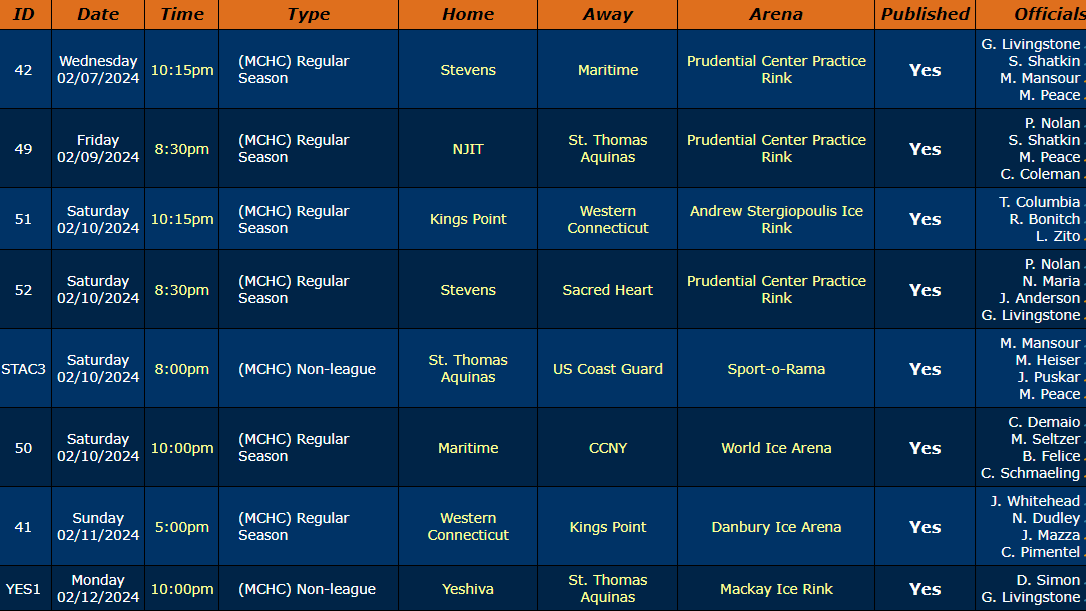 ID Date Time Type Home Away Arena Published Officials
42 Wednesday 02/07/2024 10:15pm (MCHC) Regular Season Stevens Maritime Prudential Center Practice Rink Yes G. Livingstone S. Shatkin M. Mansour M. Peace
49 Friday 02/09/2024 8:30pm (MCHC) Regular Season NJIT St. Thomas Aquinas Prudential Center Practice Rink Yes P. Nolan S. Shatkin M. Peace C. Coleman
51 Saturday 02/10/2024 10:15pm (MCHC) Regular Season Kings Point Western Connecticut Andrew Stergiopoulis Ice Rink Yes T. Columbia R. Bonitch L. Zito
52 Saturday 02/10/2024 8:30pm (MCHC) Regular Season Stevens Sacred Heart Prudential Center Practice Rink Yes P. Nolan N. Maria J. Anderson G. Livingstone
STAC3 Saturday 02/10/2024 8:00pm (MCHC) Non-league St. Thomas Aquinas US Coast Guard Sport-o-Rama Yes M. Mansour M. Heiser J. Puskar M. Peace
50 Saturday 02/10/2024 10:00pm (MCHC) Regular Season Maritime CCNY World Ice Arena Yes C. Demaio M. Seltzer B. Felice C. Schmaeling
41 Sunday 02/11/2024 5:00pm (MCHC) Regular Season Western Connecticut Kings Point Danbury Ice Arena Yes J. Whitehead N. Dudley J. Mazza C. Pimentel
YES1 Monday 02/12/2024 10:00pm (MCHC) Non-league Yeshiva St. Thomas Aquinas Mackay Ice Rink Yes D. Simon G. Livingstone